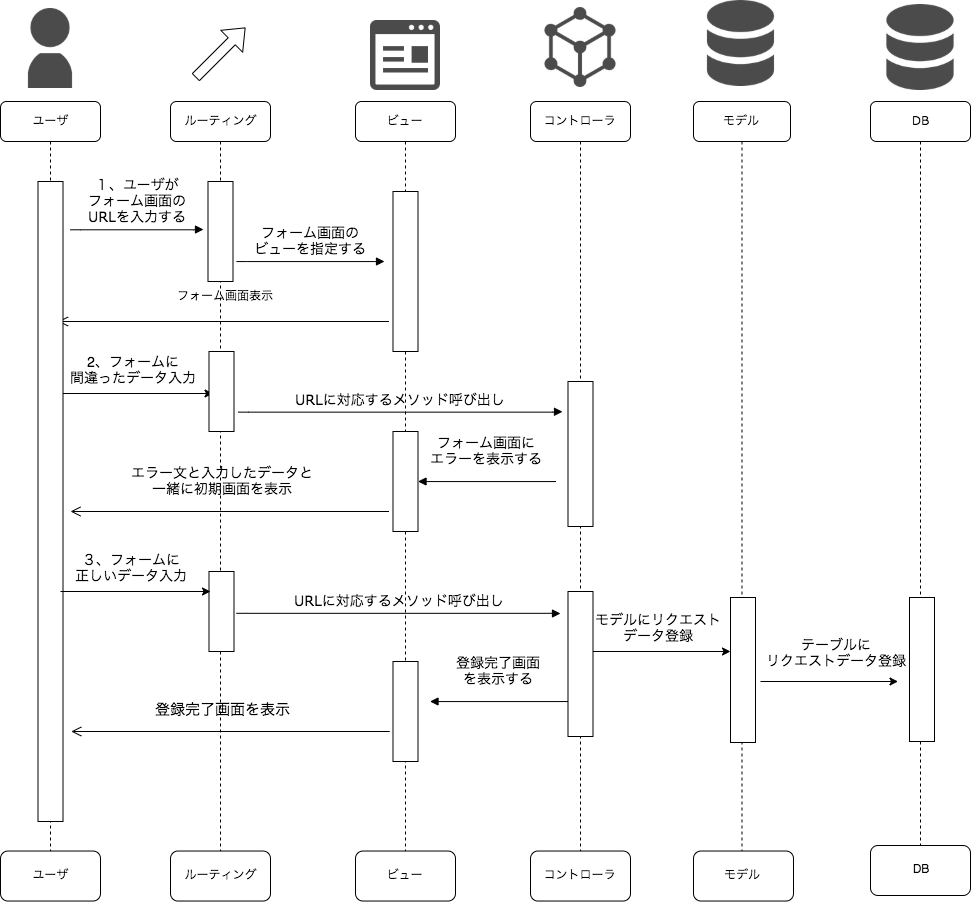 ユーザ
ルーティング
ビュー
コントローラ
モデル
DB
１、ユーザが
フォーム画面の
URLを入力する
フォーム画面の
ビューを指定する
フォーム画面表示
2、フォームに
間違ったデータ入力
URLに対応するメソッド呼び出し
フォーム画面に
エラーを表示する
エラー文と入力したデータと
一緒に初期画面を表示
３、フォームに
正しいデータ入力
URLに対応するメソッド呼び出し
モデルにリクエスト
データ登録
テーブルに
リクエストデータ登録
登録完了画面
を表示する
登録完了画面を表示
ユーザ
ルーティング
ビュー
コントローラ
モデル
DB